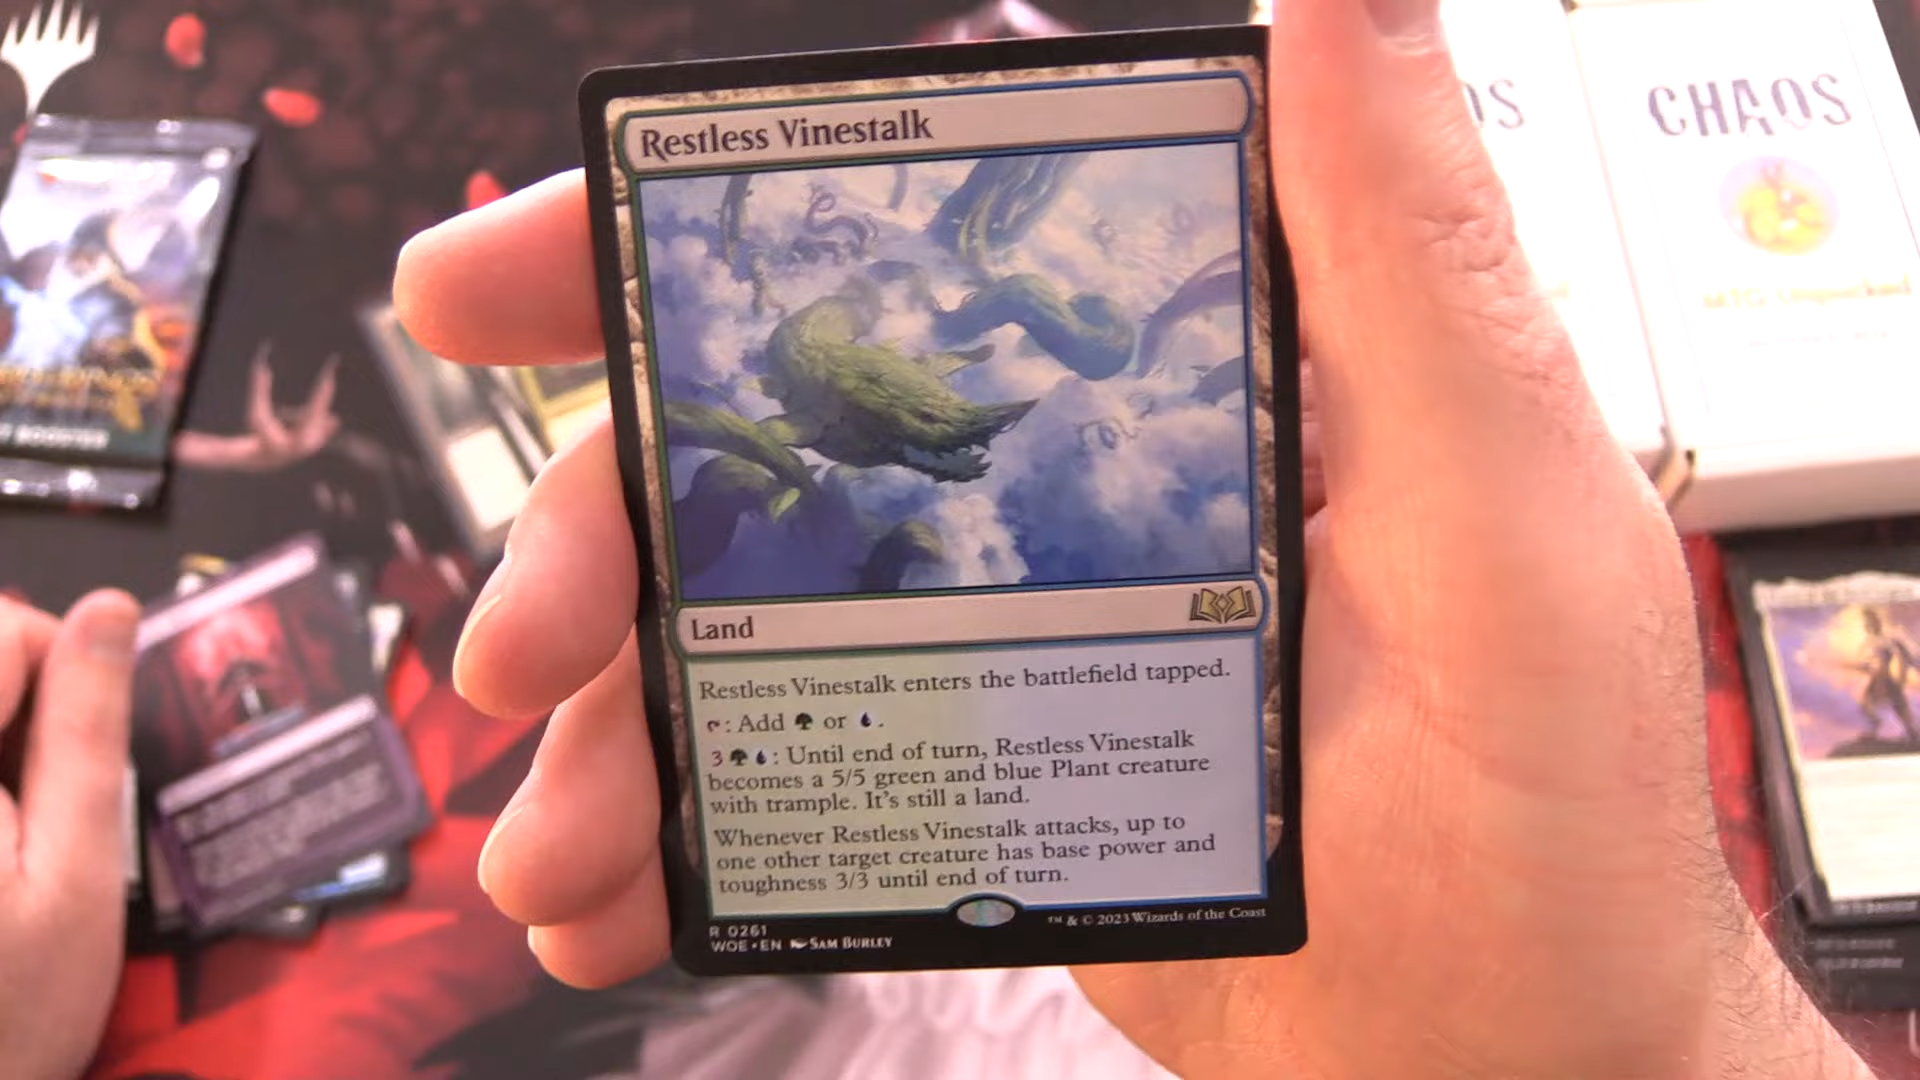 Restless Vinestalk
CHAOS
Land
Restless Vinestalk enters the battlefield tapped.
: Add or .
3 : Until end of turn, Restless Vinestalk
becomes a 5/5 green and blue Plant creature
with trample. It's still a land.
Whenever Restless Vinestalk attacks, up to
one other target creature has base power and
toughness 3/3 until end of turn.
R 0261
WOE • EN SAM BURLEY
™ & © 2023 Wizards of the Coast